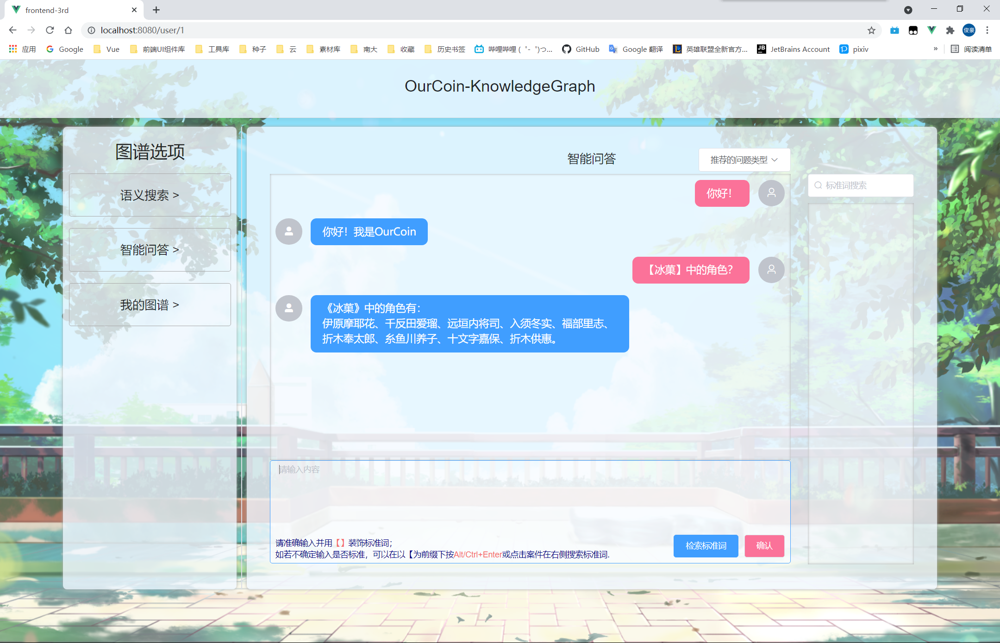 frontend-3rd
localhost:8080/user/1
俊豪
应用
Google
Vue
前端UI组件库
工具库
种子
云
素材库
南大
收藏
历史书签
哔哩哔哩 ( ゜- ゜)つ...
GitHub
Google 翻译
英雄联盟全新官方...
JetBrains Account
pixiv
»
阅读清单
OurCoin-KnowledgeGraph
图谱选项
语义搜索 >
智能问答 >
我的图谱 >
智能问答
推荐的问题类型
标准词搜索
你好！
你好！我是OurCoin
【冰菓】中的角色？
《冰菓》中的角色有：
伊原摩耶花、千反田爱瑠、远垣内将司、入须冬实、福部里志、
折木奉太郎、糸鱼川养子、十文字嘉保、折木供惠。
请输入内容
请准确输入并用【】装饰标准词；
如若不确定输入是否标准，可以在以【为前缀下按Alt/Ctrl+Enter或点击案件在右侧搜索标准词.
检索标准词
确认